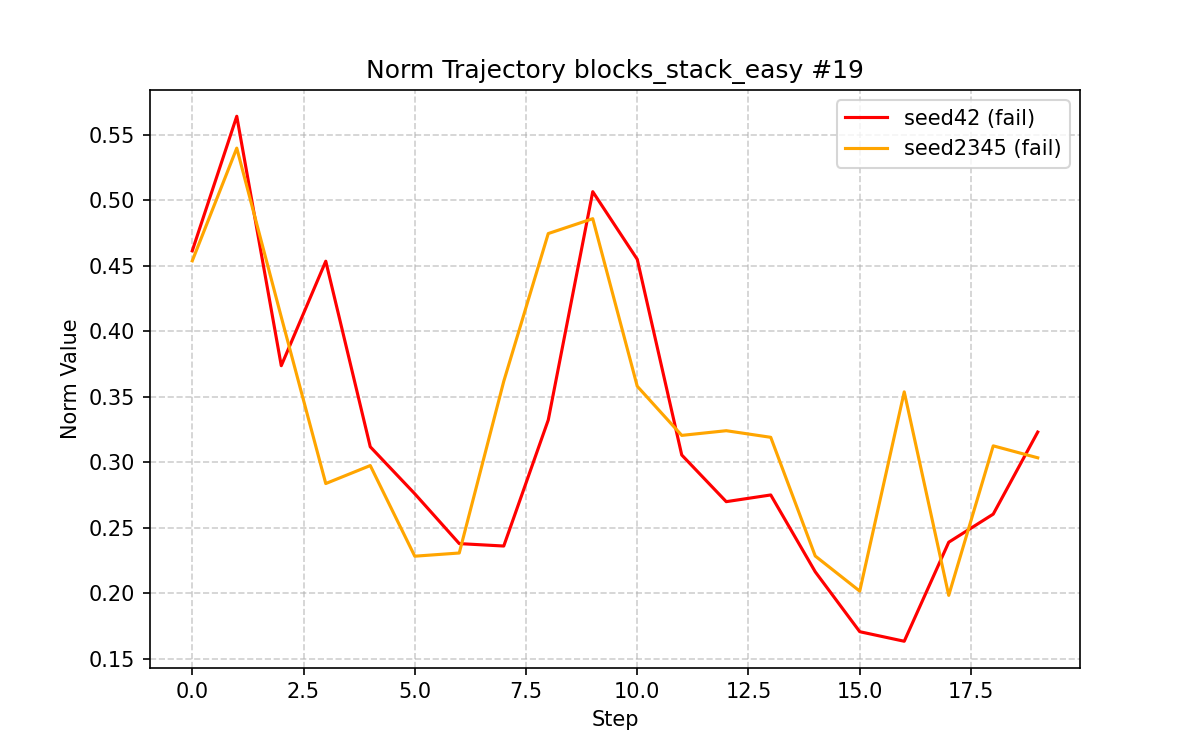 Norm Trajectory blocks_stack_easy #19
seed42 (fail)
seed2345 (fail)
Norm Value
0.55
0.50
0.45
0.40
0.35
0.30
0.25
0.20
0.15
0.0 2.5 5.0 7.5 10.0 12.5 15.0 17.5
Step